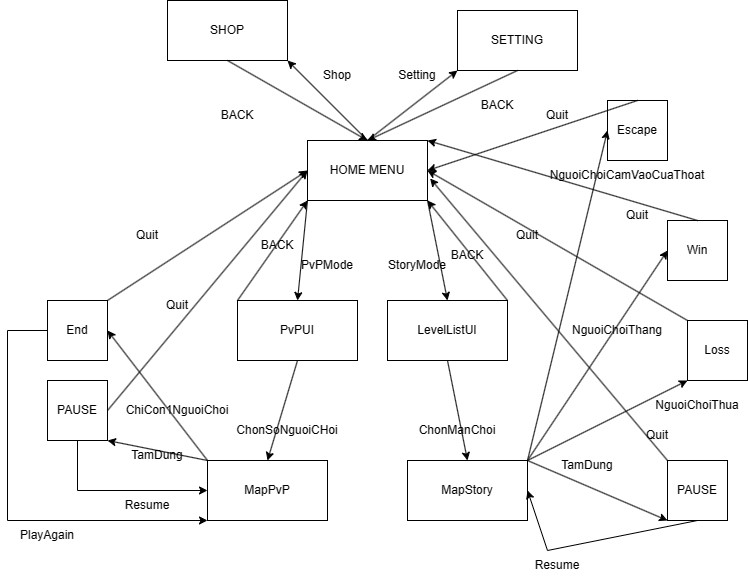 SHOP
SETTING
Shop
Setting
BACK
BACK
Quit
Escape
HOME MENU
NguoiChoiCamVaoCuaThoat
Quit
Quit
Quit
BACK
BACK
Win
PvPMode
StoryMode
Quit
End
PvPUI
LevelListUI
NguoiChoiThang
Loss
PAUSE
ChiCon1NguoiChoi
NguoiChoiThua
ChonSoNguoiCHoi
ChonManChoi
Quit
TamDung
TamDung
MapPvP
MapStory
PAUSE
Resume
PlayAgain
Resume